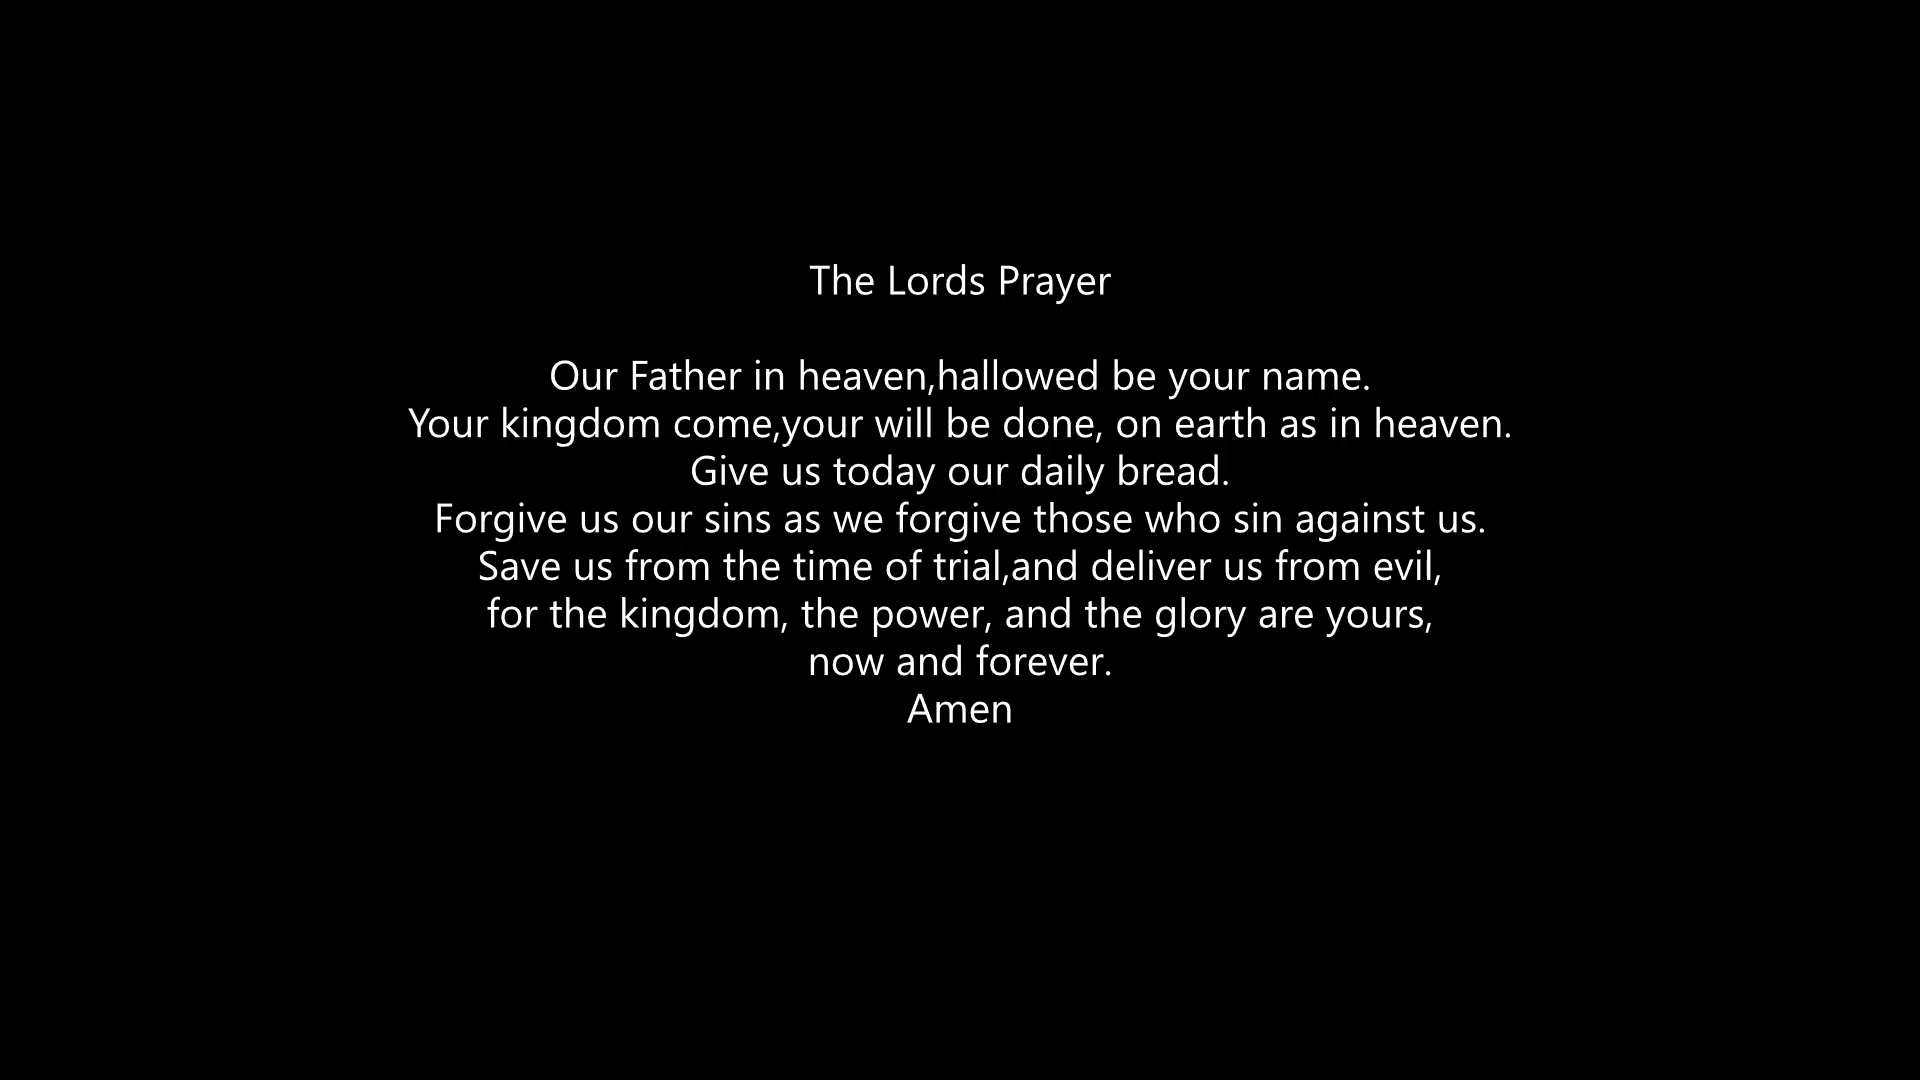 The Lords Prayer
Our Father in heaven,hallowed be your name.
Your kingdom come,your will be done, on earth as in heaven.
Give us today our daily bread.
Forgive us our sins as we forgive those who sin against us.
Save us from the time of trial,and deliver us from evil,
for the kingdom, the power, and the glory are yours,
now and forever.
Amen